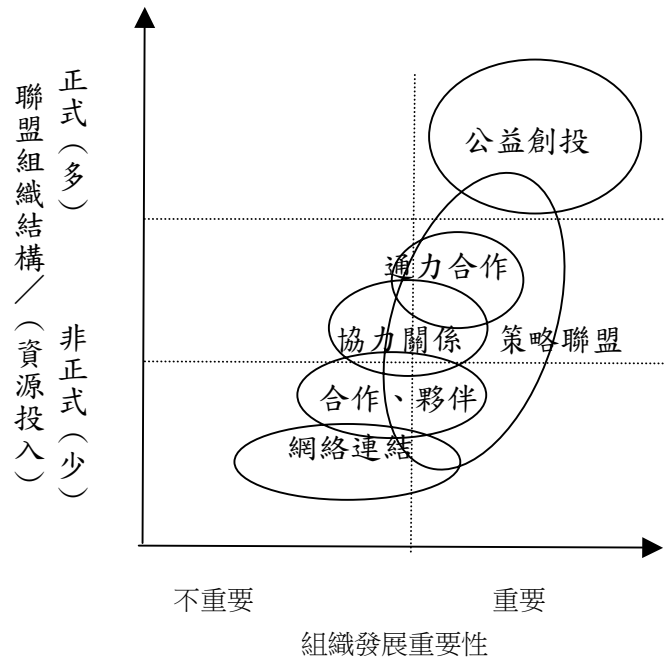 聯盟組織結構／（資源投入）
正式（多）
非正式（少）
公益創投
通力合作
協力關係
策略聯盟
合作、夥伴
網絡連結
不重要
重要
組織發展重要性